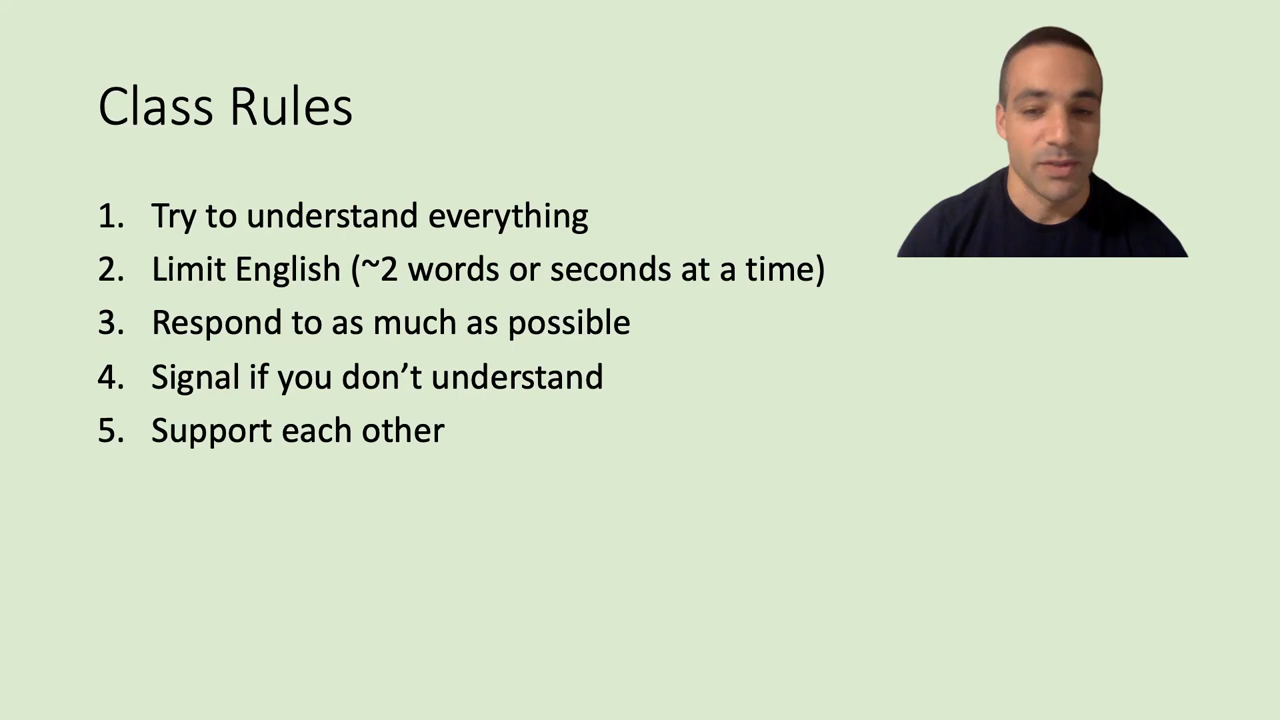 Class Rules
1. Try to understand everything
2. Limit English (~2 words or seconds at a time)
3. Respond to as much as possible
4. Signal if you don’t understand
5. Support each other